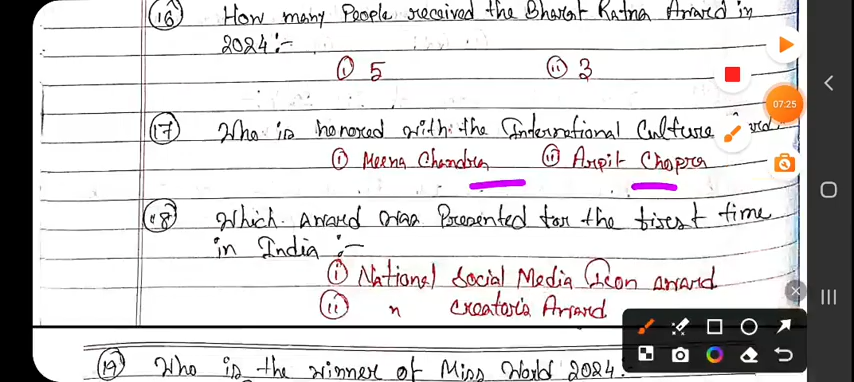 (16) How many People received the Bharat Ratna Award in
2024:-
(i) 5 (ii) 3
07:25
(17) Who is honored with the International Culture
(i) Meena Chandra (ii) Arpit Chopra
(18) Which award was Presented for the first time
in India :-
(i) National Social Media Icon award
(ii) " Creator's Award
(19) Who is the winner of Miss World 2024: